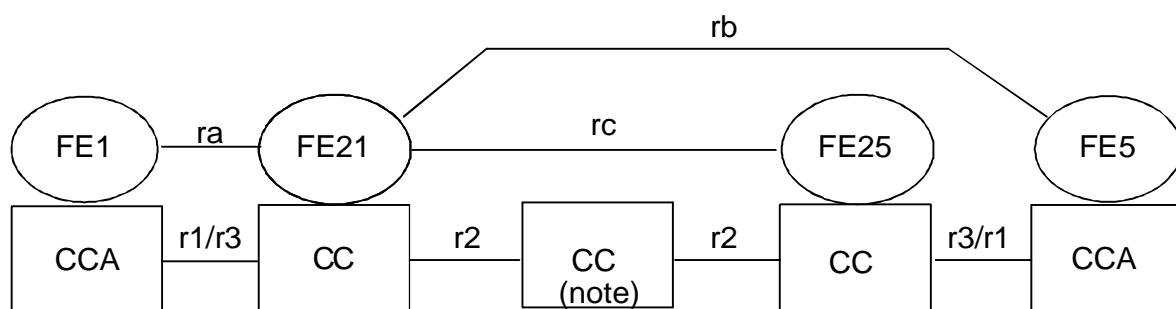 rb
FE1 ra FE21 rc FE25 FE5
CCA r1/r3 CC r2 CC r2 CC r3/r1 CCA
(note)